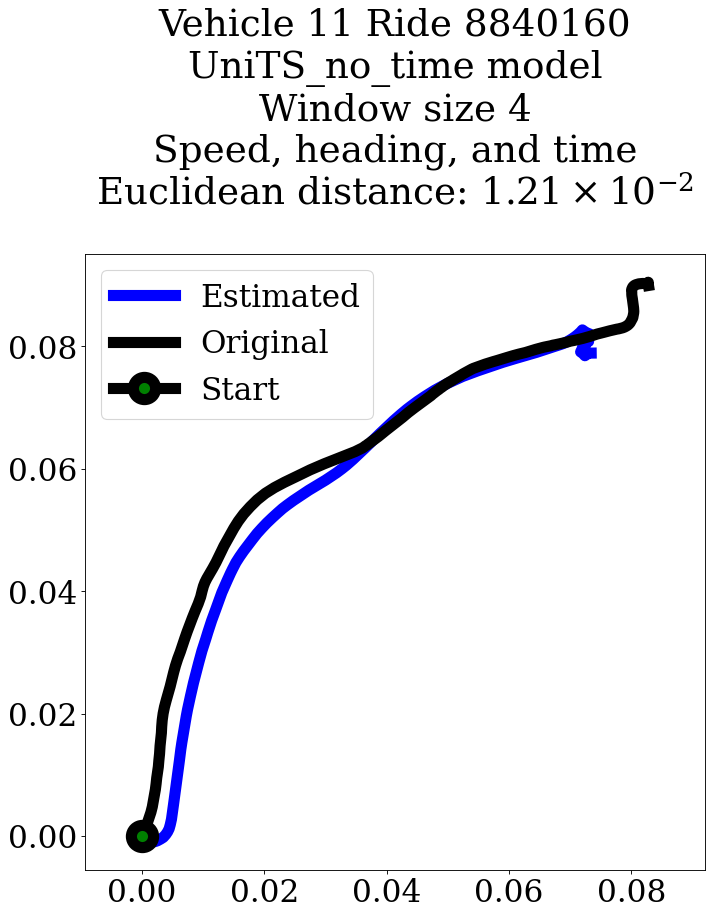 Vehicle 11 Ride 8840160
UniTS_no_time model
Window size 4
Speed, heading, and time
Euclidean distance: 1.21 × 10⁻²
Estimated
Original
Start
0.08
0.06
0.04
0.02
0.00
0.00 0.02 0.04 0.06 0.08